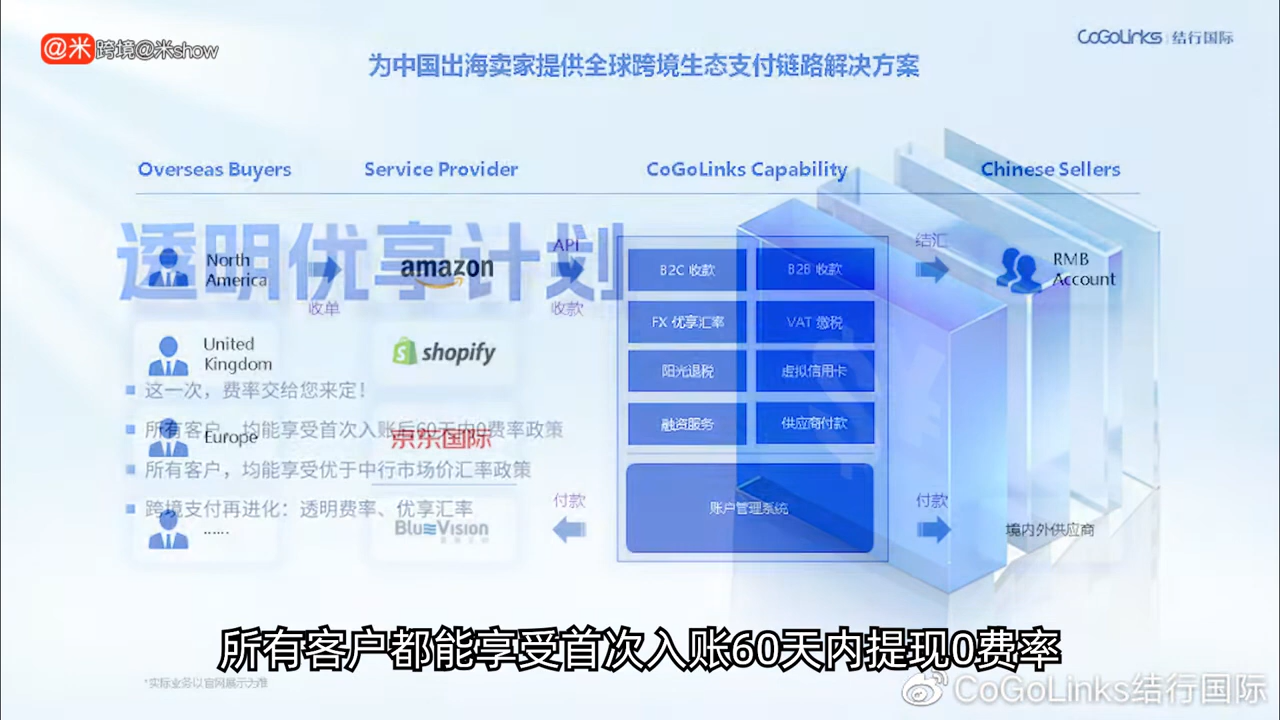 @米 跨境@米show
CoGoLinks 结行国际
为中国出海卖家提供全球跨境生态支付链路解决方案
Overseas Buyers
Service Provider
CoGoLinks Capability
Chinese Sellers
透明优享计划
North
America
收单
amazon
API
收款
B2C 收款
B2B 收款
结汇
RMB
Account
United
Kingdom
shopify
FX 优享汇率
VAT 缴税
阳光退税
虚拟信用卡
这一次，费率交给您来定！
所有客户，均能享受首次入账后60天内0费率政策
Europe
京东国际
融资服务
供应商付款
所有客户，均能享受优于中行市场价汇率政策
跨境支付再进化：透明费率、优享汇率
......
BlueVision
付款
账户管理系统
付款
境内外供应商
所有客户都能享受首次入账60天内提现0费率
*实际业务以官网展示为准
CoGoLinks结行国际